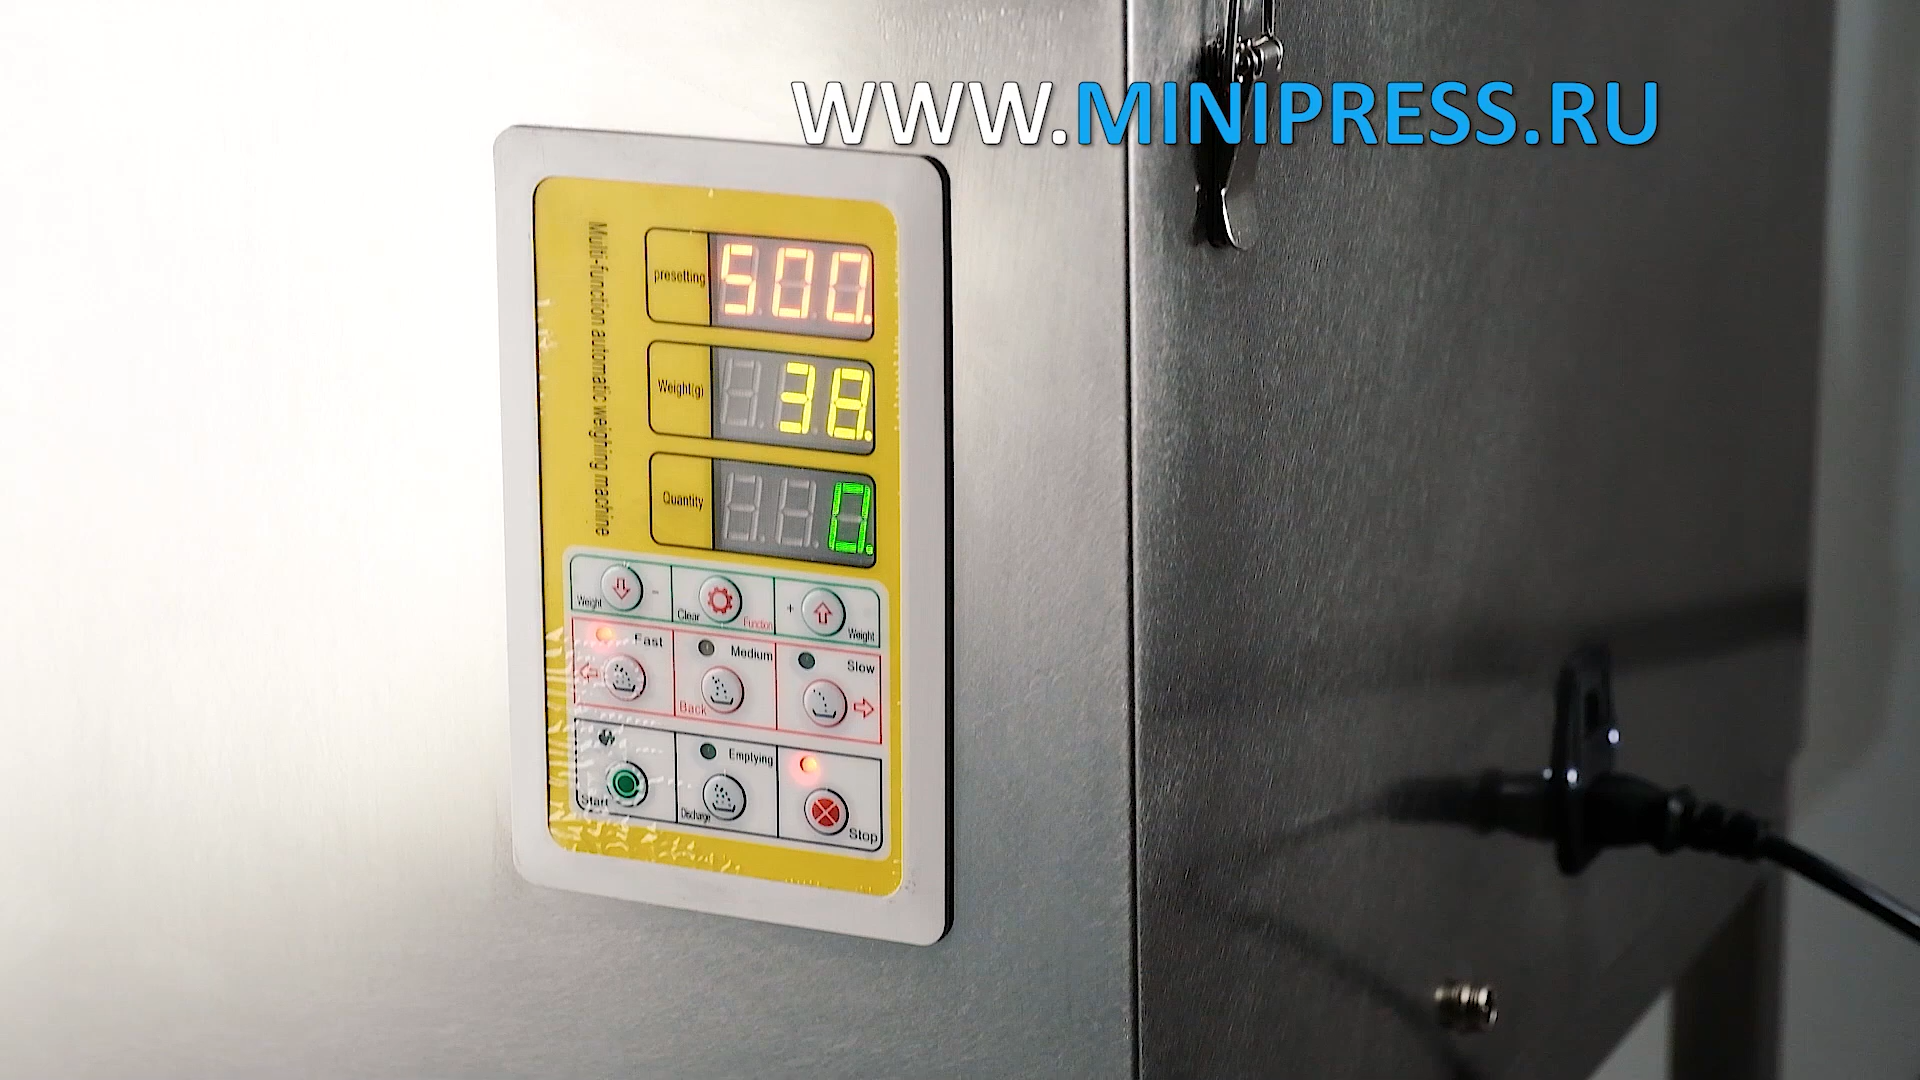 WWW.MINIPRESS.RU
Multi-function automatic weighing machine
presetting
500.
Weight(g)
38.
Quantity
0.
Weight -
Clear Function
+ Weight
Fast
Medium
Back
Slow
Start
Emptying
Discharge
Stop